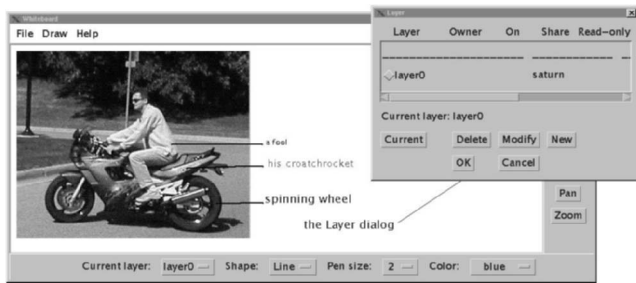 Whiteboard
File Draw Help
a fool
his croatchrocket
spinning wheel
the Layer dialog
Pan
Zoom
Current layer: layer0 Shape: Line Pen size: 2 Color: blue
Layer
Layer Owner On Share Read-only
layer0 saturn
Current layer: layer0
Current Delete Modify New
OK Cancel